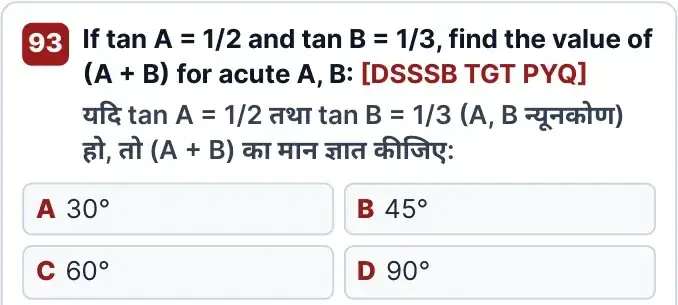 93 If tan A = 1/2 and tan B = 1/3, find the value of
(A + B) for acute A, B: [DSSSB TGT PYQ]
यदि tan A = 1/2 तथा tan B = 1/3 (A, B न्यूनकोण)
हो, तो (A + B) का मान ज्ञात कीजिए:
A 30° B 45°
C 60° D 90°